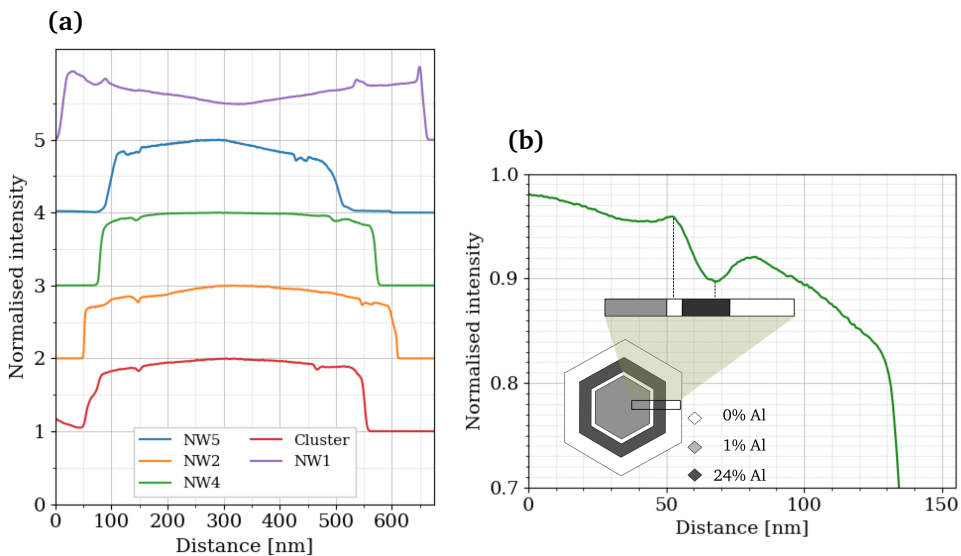 (a)
Normalised intensity
5
4
3
2
1
0
0 100 200 300 400 500 600
Distance [nm]
NW5
NW2
NW4
Cluster
NW1
(b)
Normalised intensity
1.0
0.9
0.8
0.7
0 50 100 150
Distance [nm]
0% Al
1% Al
24% Al